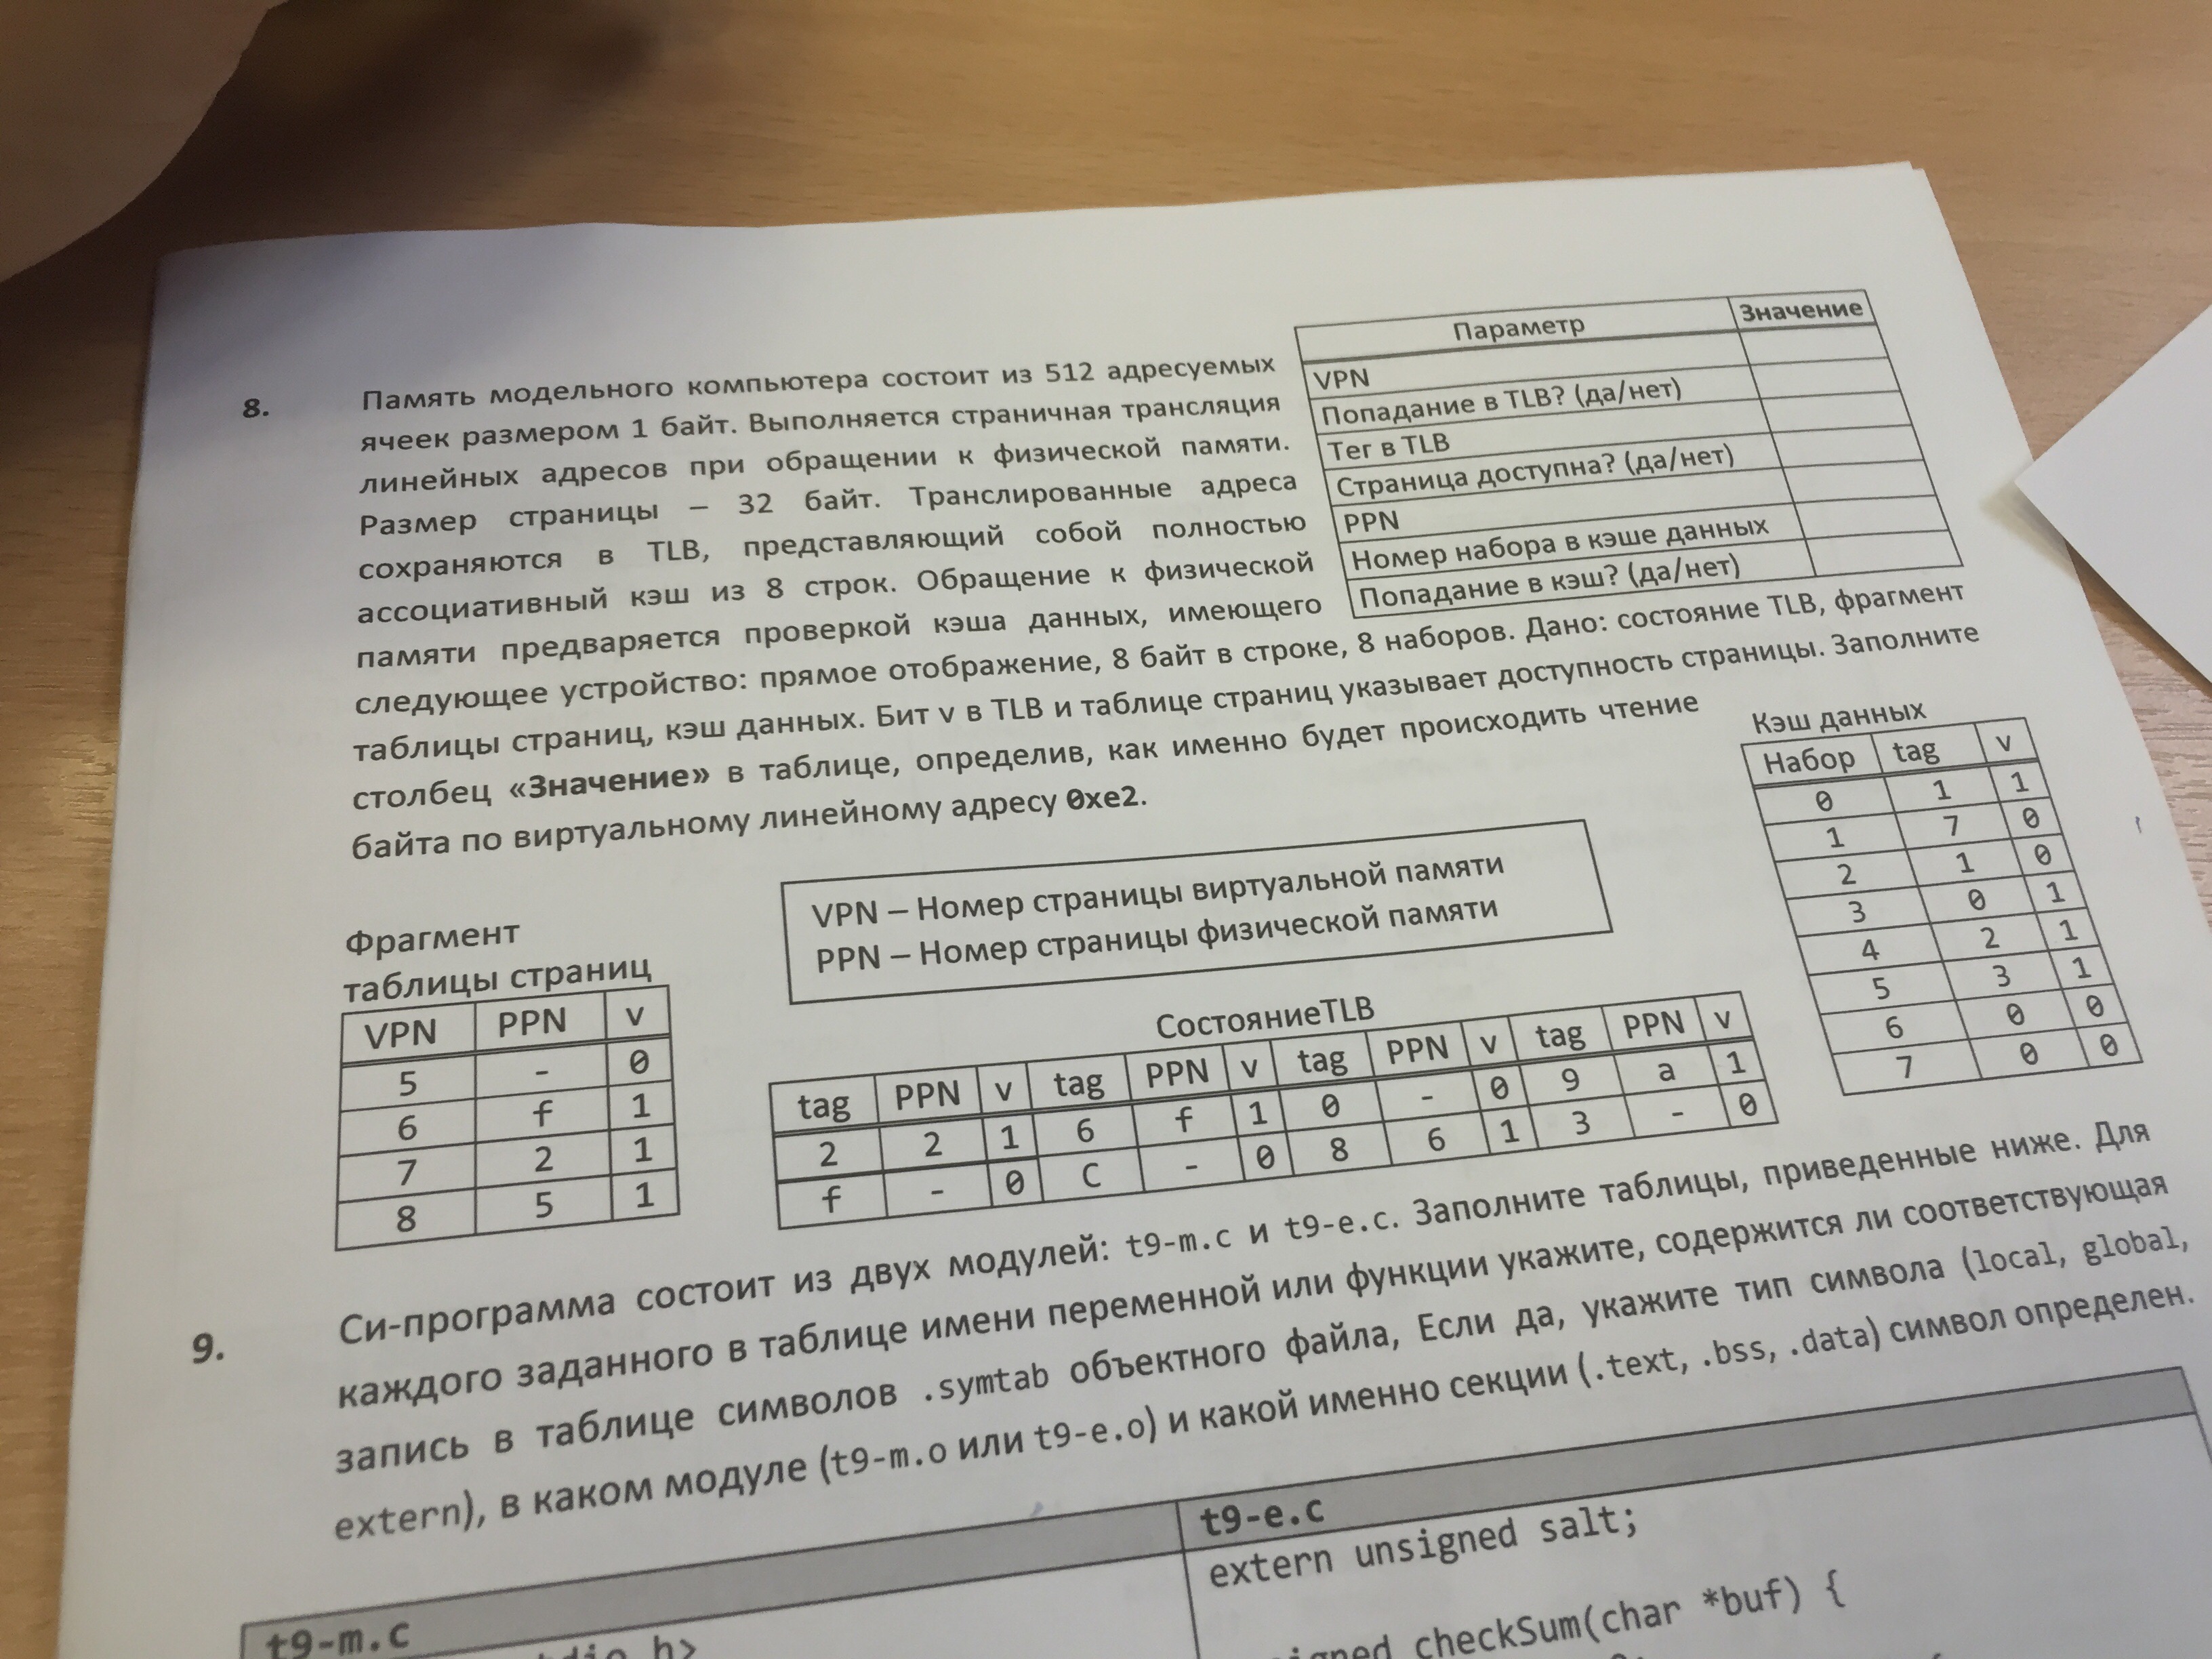 8.
Память модельного компьютера состоит из 512 адресуемых
ячеек размером 1 байт. Выполняется страничная трансляция
линейных адресов при обращении к физической памяти.
Размер страницы – 32 байт. Транслированные адреса
сохраняются в TLB, представляющий собой полностью
ассоциативный кэш из 8 строк. Обращение к физической
памяти предваряется проверкой кэша данных, имеющего
следующее устройство: прямое отображение, 8 байт в строке, 8 наборов. Дано: состояние TLB, фрагмент
таблицы страниц, кэш данных. Бит v в TLB и таблице страниц указывает доступность страницы. Заполните
столбец «Значение» в таблице, определив, как именно будет происходить чтение
байта по виртуальному линейному адресу 0xe2.
Параметр Значение
VPN
Попадание в TLB? (да/нет)
Тег в TLB
Страница доступна? (да/нет)
PPN
Номер набора в кэше данных
Попадание в кэш? (да/нет)
VPN – Номер страницы виртуальной памяти
PPN – Номер страницы физической памяти
Кэш данных
Набор tag v
0 1 1
1 7 0
2 1 0
3 0 1
4 2 1
5 3 1
6 0 0
7 0 0
Фрагмент
таблицы страниц
VPN PPN v
5 - 0
6 f 1
7 2 1
8 5 1
СостояниеTLB
tag PPN v tag PPN v tag PPN v tag PPN v
2 2 1 6 f 1 0 - 0 9 a 1
f - 0 C - 0 8 6 1 3 - 0
9.
Си-программа состоит из двух модулей: t9-m.c и t9-e.c. Заполните таблицы, приведенные ниже. Для
каждого заданного в таблице имени переменной или функции укажите, содержится ли соответствующая
запись в таблице символов .symtab объектного файла, Если да, укажите тип символа (local, global,
extern), в каком модуле (t9-m.o или t9-e.o) и какой именно секции (.text, .bss, .data) символ определен.
t9-m.c
t9-e.c
extern unsigned salt;
checkSum(char *buf) {